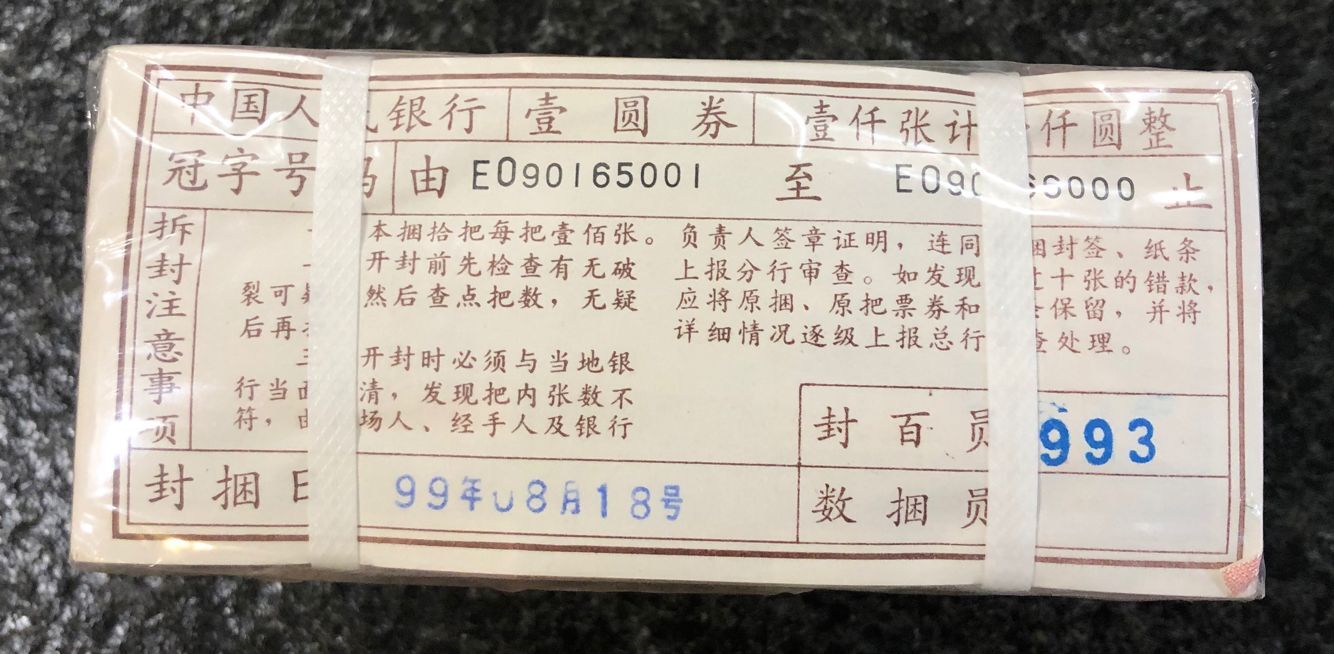 中国人 银行 壹圆券 壹仟张计 仟圆整
冠字号 由 E090165001 至 E090 66000 止
拆封注意事项
本捆拾把每把壹佰张。
开封前先检查有无破
裂可 然后查点把数，无疑
后再
三 开封时必须与当地银
行当面 清，发现把内张数不
符，由 场人、经手人及银行
负责人签章证明，连同 捆封签、纸条
上报分行审查。如发现 十张的错款，
应将原捆、原把票券和 保留，并将
详细情况逐级上报总行 查处理。
封百员 993
封捆日 99年08月18号
数捆员